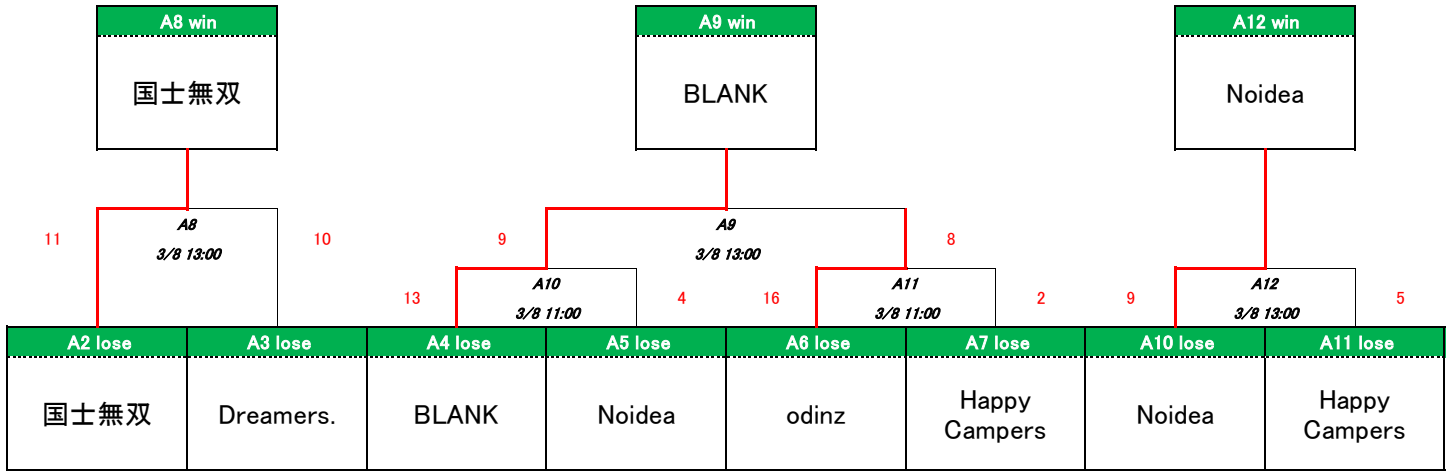 A8 win
A9 win
A12 win
国士無双
BLANK
Noidea
A8
A9
11
10
9
8
3/8 13:00
3/8 13:00
A10
A11
A12
13
4
16
2
9
5
3/8 11:00
3/8 11:00
3/8 13:00
A2 lose
A3 lose
A4 lose
A5 lose
A6 lose
A7 lose
A10 lose
A11 lose
国士無双
Dreamers.
BLANK
Noidea
odinz
Happy
Campers
Noidea
Happy
Campers